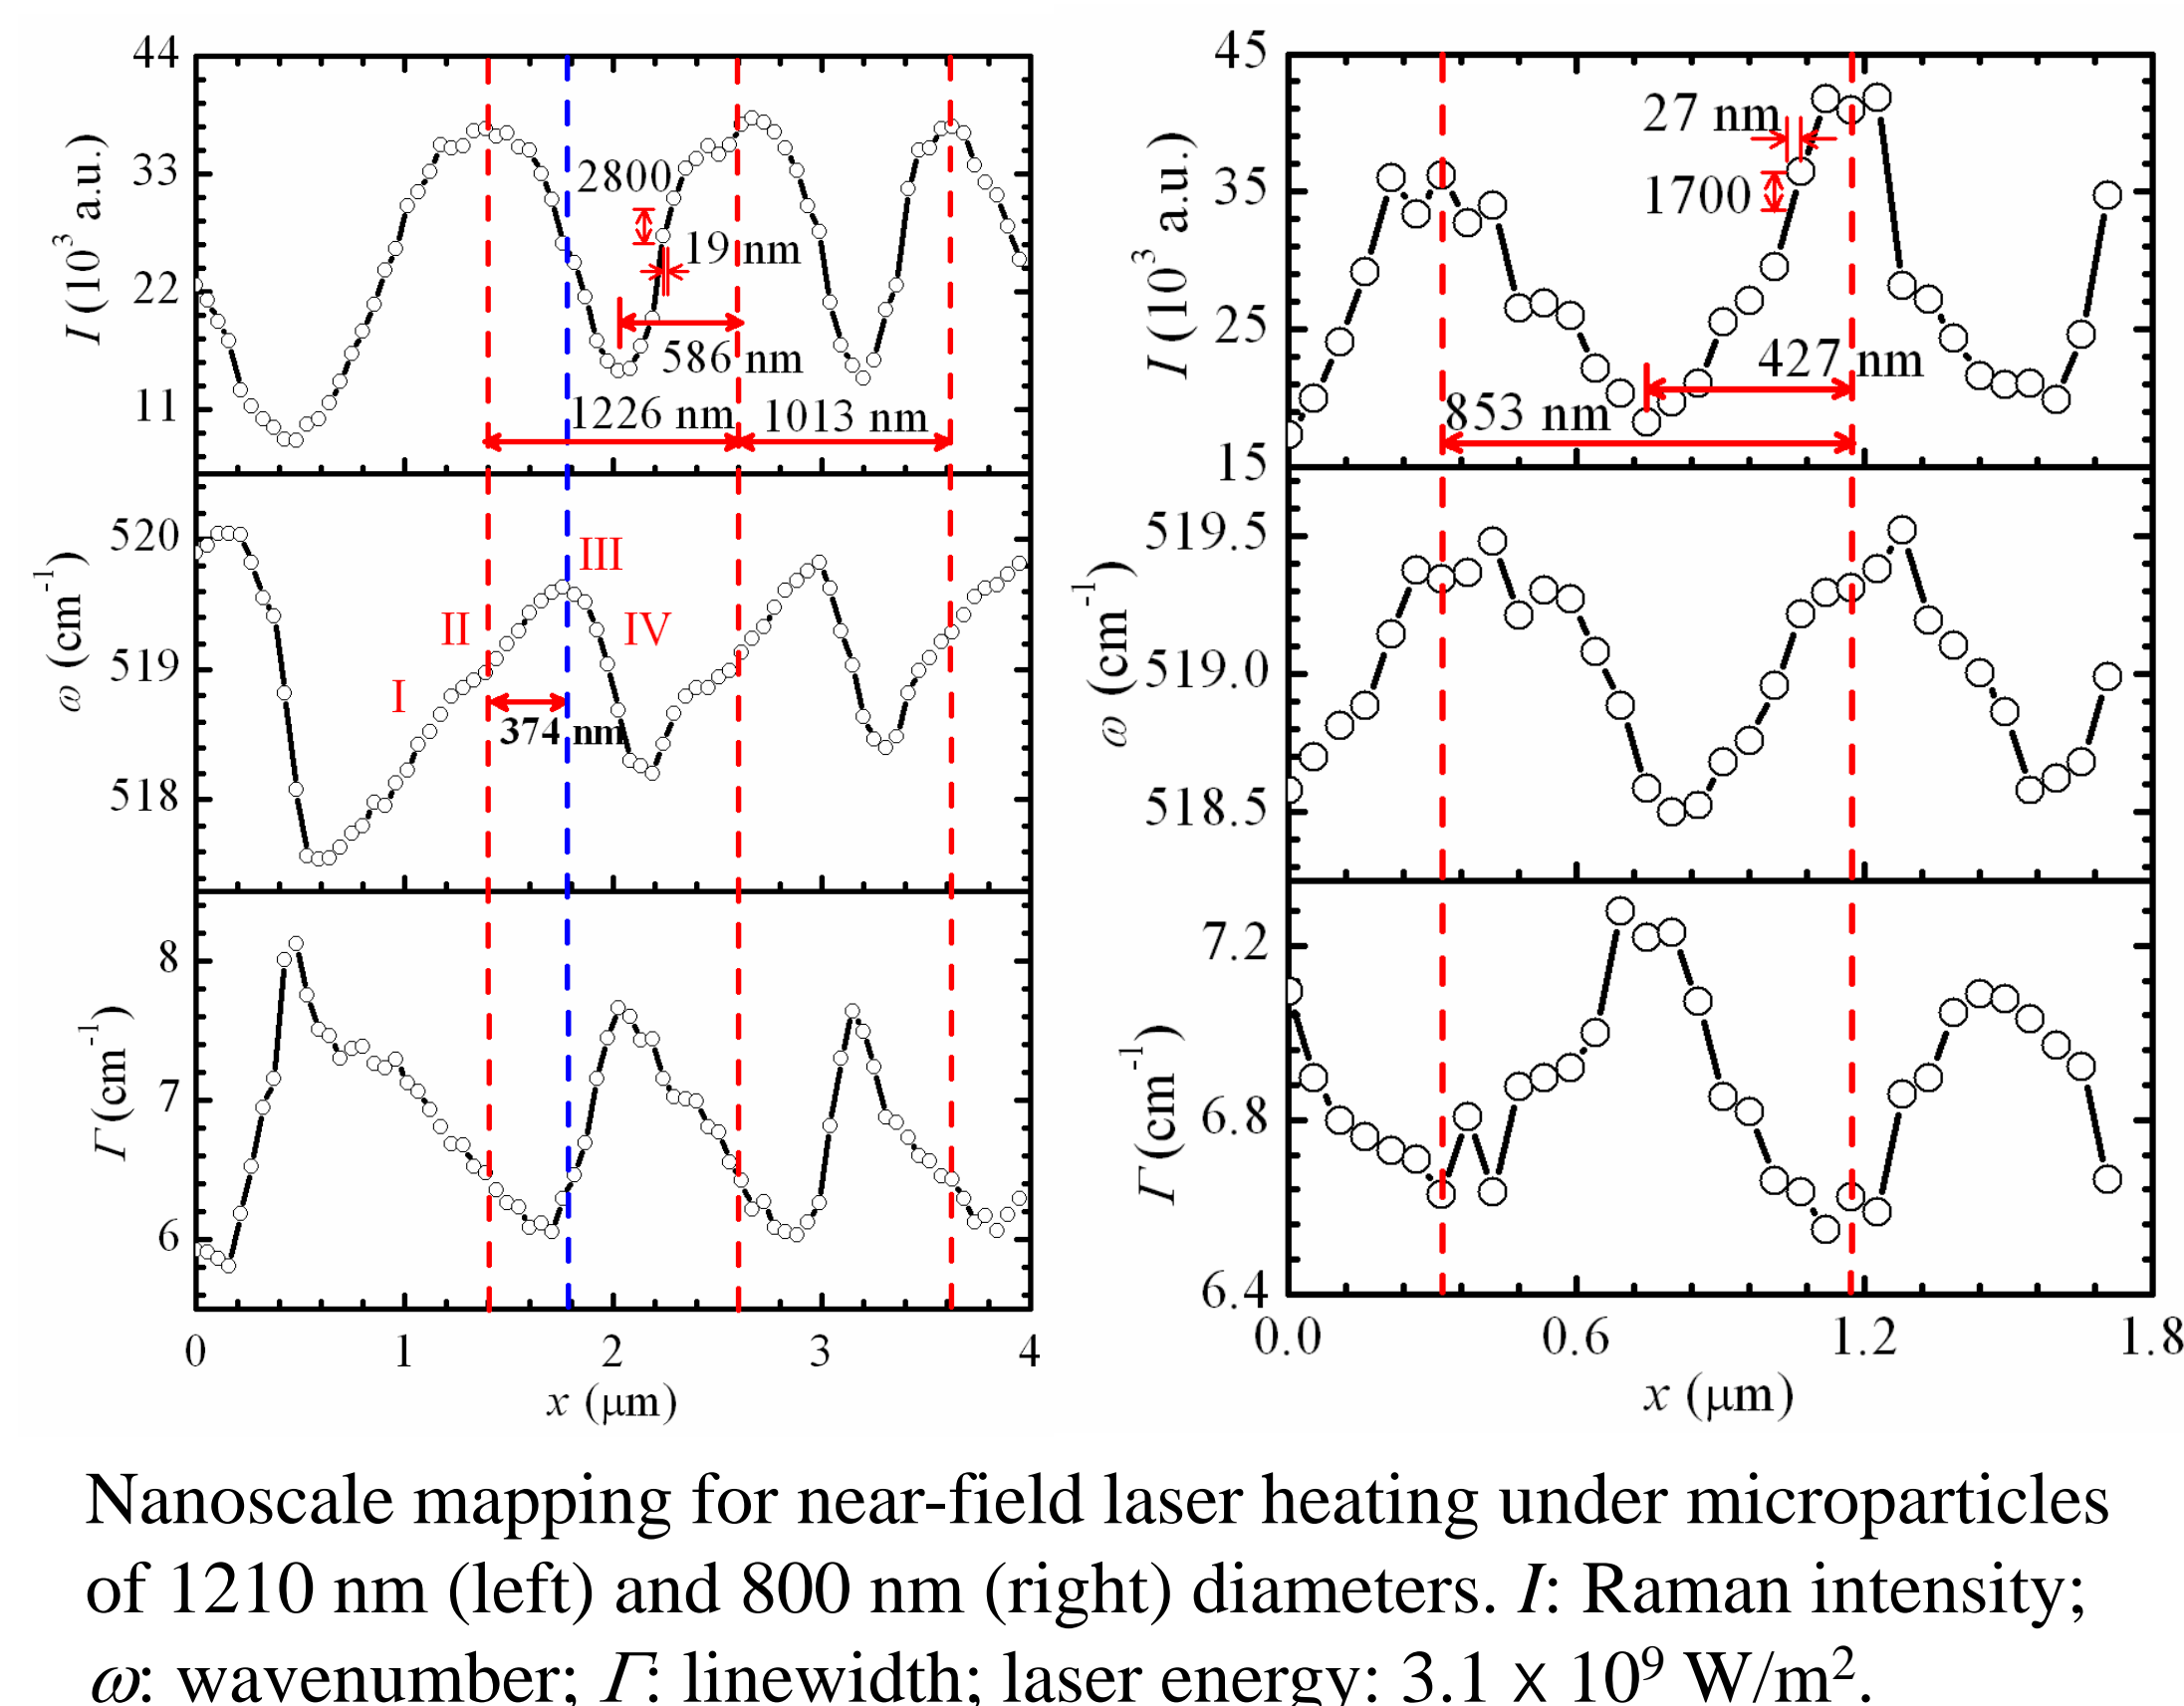 44
33
22
11
I (10³ a.u.)
2800
19 nm
586 nm
1226 nm
1013 nm
520
519
518
ω (cm⁻¹)
I
II
III
IV
374 nm
8
7
6
Γ (cm⁻¹)
0 1 2 3 4
x (μm)
45
35
25
15
I (10³ a.u.)
27 nm
1700
427 nm
853 nm
519.5
519.0
518.5
ω (cm⁻¹)
7.2
6.8
6.4
Γ (cm⁻¹)
0.0 0.6 1.2 1.8
x (μm)
Nanoscale mapping for near-field laser heating under microparticles
of 1210 nm (left) and 800 nm (right) diameters. I: Raman intensity;
ω: wavenumber; Γ: linewidth; laser energy: 3.1 x 10⁹ W/m².